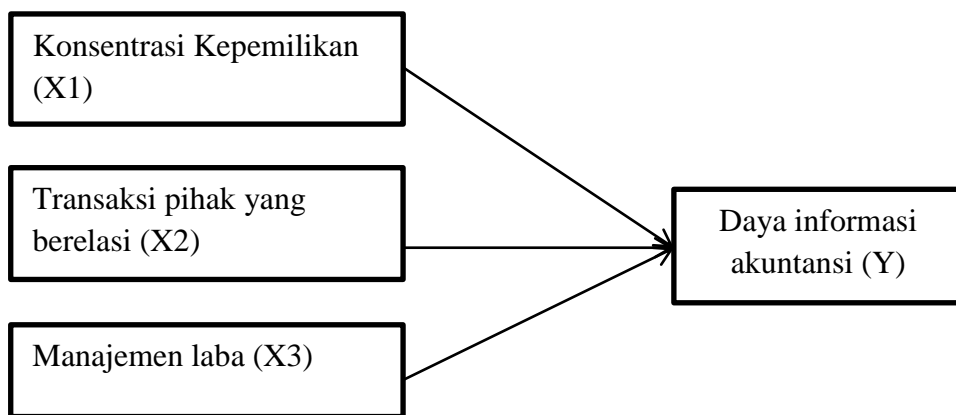 Konsentrasi Kepemilikan
(X1)
Transaksi pihak yang
berelasi (X2)
Daya informasi
akuntansi (Y)
Manajemen laba (X3)